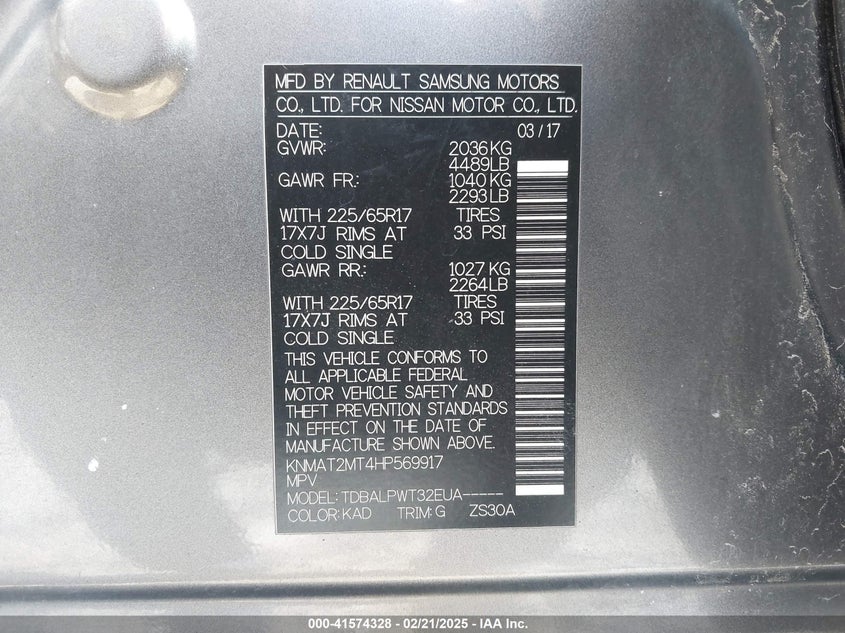 MFD BY RENAULT SAMSUNG MOTORS
CO., LTD. FOR NISSAN MOTOR CO., LTD.
DATE: 03 / 17
GVWR: 2036 KG
4489 LB
GAWR FR.: 1040 KG
2293 LB
WITH 225/65R17 TIRES
17X7J RIMS AT 33 PSI
COLD SINGLE
GAWR RR.: 1027 KG
2264 LB
WITH 225/65R17 TIRES
17X7J RIMS AT 33 PSI
COLD SINGLE
THIS VEHICLE CONFORMS TO
ALL APPLICABLE FEDERAL
MOTOR VEHICLE SAFETY AND
THEFT PREVENTION STANDARDS
IN EFFECT ON THE DATE OF
MANUFACTURE SHOWN ABOVE.
KNMAT2MT4HP569917
MPV
MODEL: TDBALPWT32EUA-----
COLOR: KAD TRIM: G ZS30A
000-41574328 - 02/21/2025 - IAA Inc.